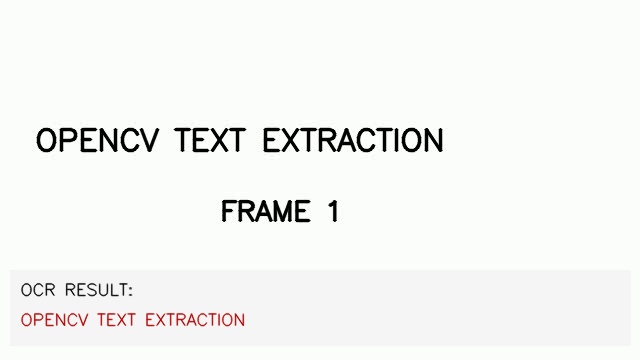 OPENCV TEXT EXTRACTION
FRAME 1
OCR RESULT:
OPENCV TEXT EXTRACTION